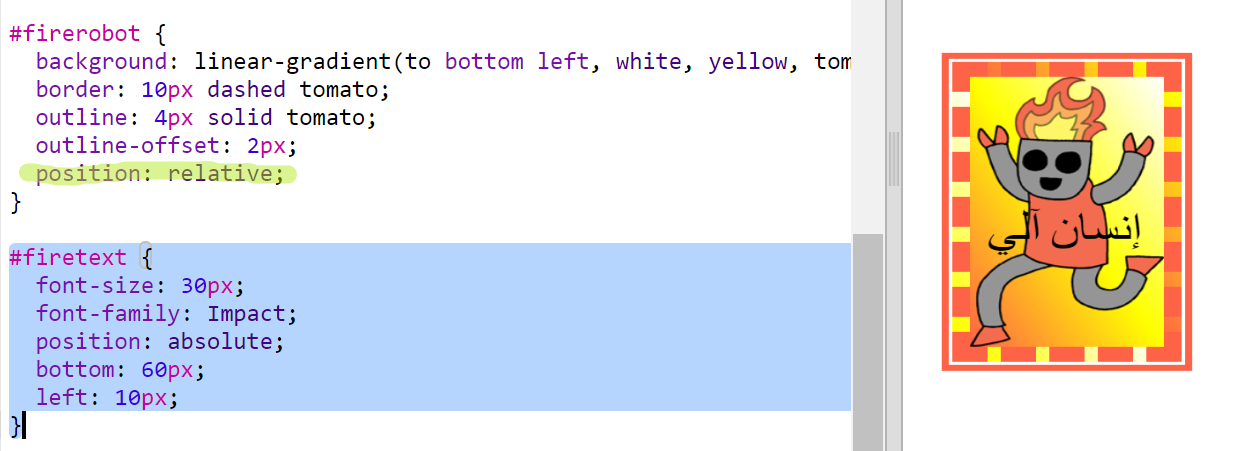 #firerobot {
background: linear-gradient(to bottom left, white, yellow, tom
border: 10px dashed tomato;
outline: 4px solid tomato;
outline-offset: 2px;
position: relative;
}
#firetext {
font-size: 30px;
font-family: Impact;
position: absolute;
bottom: 60px;
left: 10px;
}
إنسان آلي